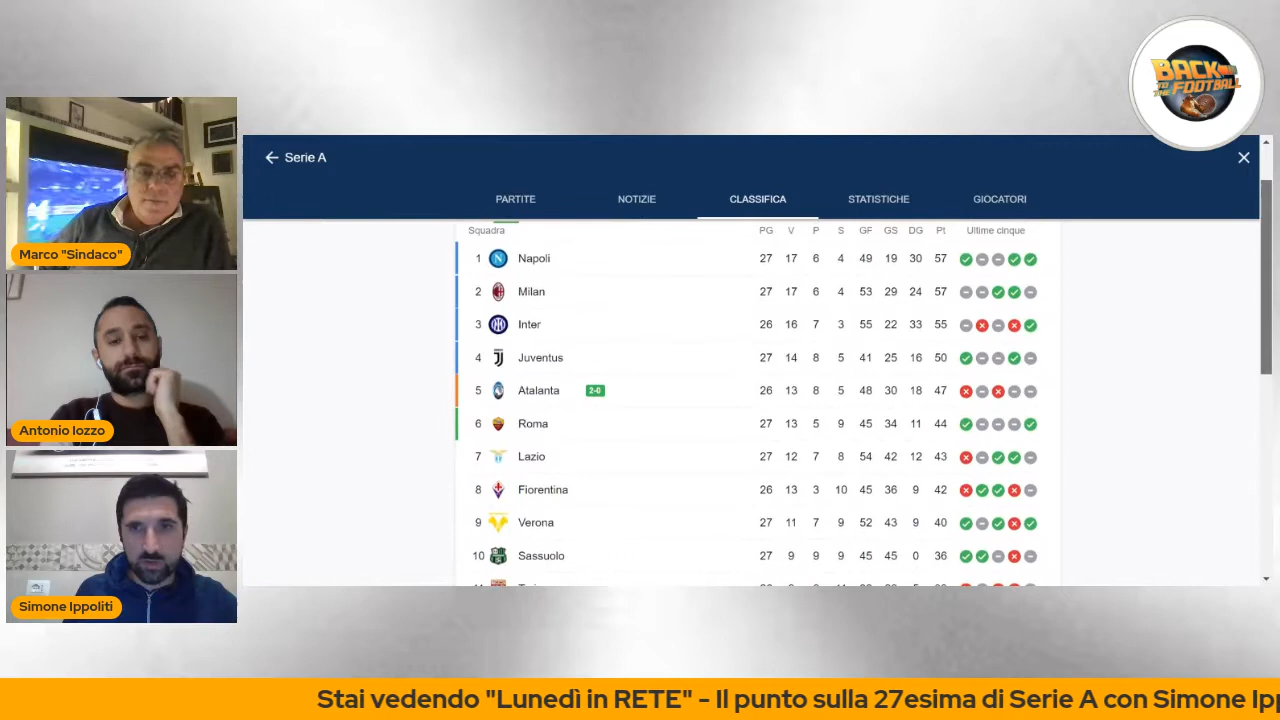 BACK
TO THE FOOTBALL
Serie A
PARTITE NOTIZIE CLASSIFICA STATISTICHE GIOCATORI
Squadra PG V P S GF GS DG Pt Ultime cinque
1 Napoli 27 17 6 4 49 19 30 57
2 Milan 27 17 6 4 53 29 24 57
3 Inter 26 16 7 3 55 22 33 55
4 Juventus 27 14 8 5 41 25 16 50
5 Atalanta 2-0 26 13 8 5 48 30 18 47
6 Roma 27 13 5 9 45 34 11 44
7 Lazio 27 12 7 8 54 42 12 43
8 Fiorentina 26 13 3 10 45 36 9 42
9 Verona 27 11 7 9 52 43 9 40
10 Sassuolo 27 9 9 9 45 45 0 36
Marco "Sindaco"
Antonio Iozzo
Simone Ippoliti
Stai vedendo "Lunedì in RETE" - Il punto sulla 27esima di Serie A con Simone Ipp